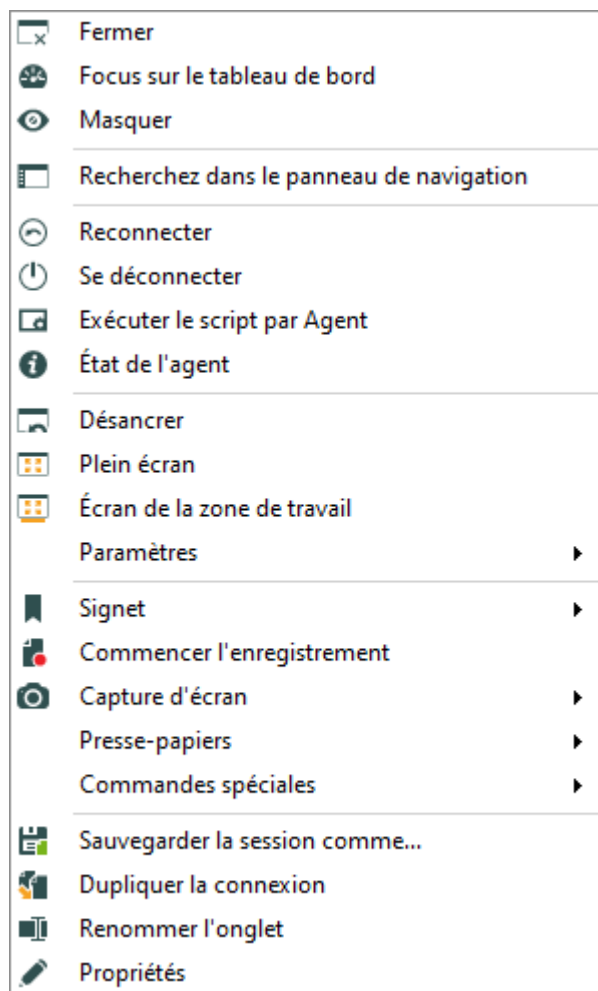 Fermer
Focus sur le tableau de bord
Masquer
Recherchez dans le panneau de navigation
Reconnecter
Se déconnecter
Exécuter le script par Agent
État de l'agent
Désancrer
Plein écran
Écran de la zone de travail
Paramètres
Signet
Commencer l'enregistrement
Capture d'écran
Presse-papiers
Commandes spéciales
Sauvegarder la session comme...
Dupliquer la connexion
Renommer l'onglet
Propriétés